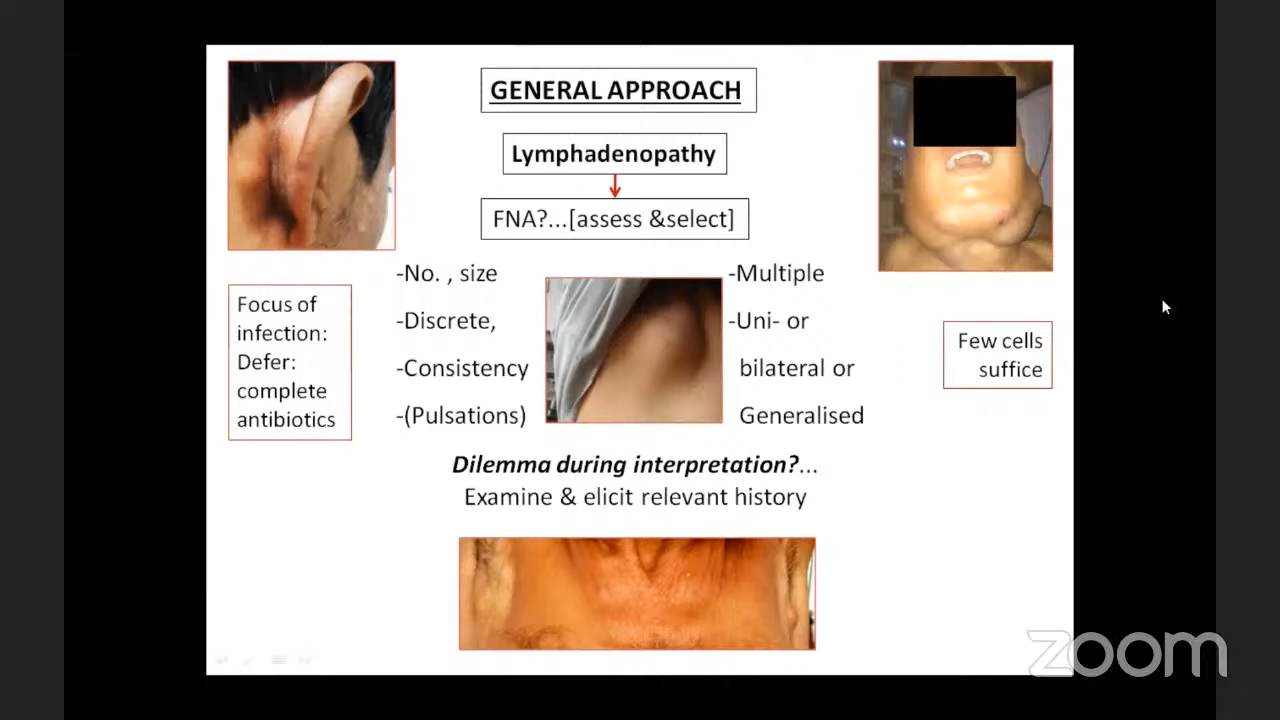 GENERAL APPROACH
Lymphadenopathy
FNA?...[assess &select]
Focus of
infection:
Defer:
complete
antibiotics
-No. , size
-Discrete,
-Consistency
-(Pulsations)
-Multiple
-Uni- or
bilateral or
Generalised
Few cells
suffice
Dilemma during interpretation?...
Examine & elicit relevant history
zoom